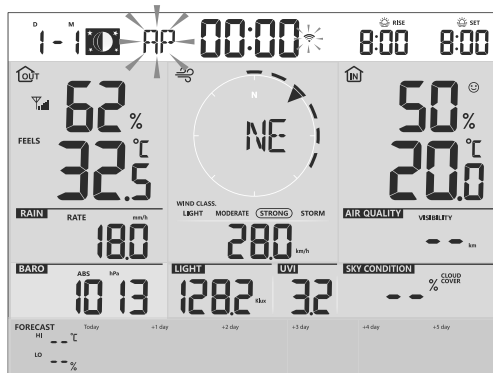 D M
1-1 AP 00:00 RISE 8:00 SET 8:00
OUT
62%
FEELS
32.5°C
N
NE
WIND CLASS.
LIGHT MODERATE STRONG STORM
28.0 km/h
IN
50%
20.0°C
RAIN RATE mm/h
18.0
AIR QUALITY VISIBILITY
-- km
BARO ABS hPa
1013
LIGHT
128.2 Klux
UVI
3.2
SKY CONDITION
-- % CLOUD COVER
FORECAST Today +1 day +2 day +3 day +4 day +5 day
HI --°C
LO --%